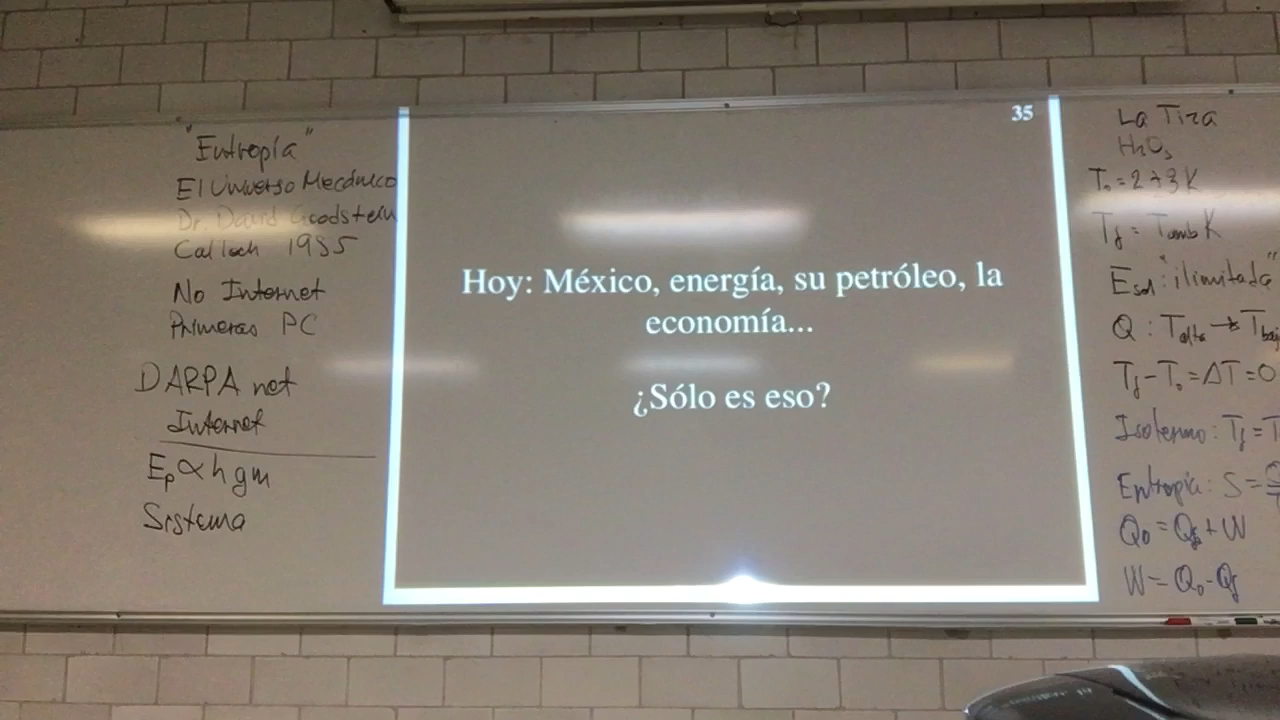 "Entropía"
El Universo Mecánico
Dr. David Goodstein
Caltech 1985
No Internet
Primeras PC
DARPA net
Internet
Ep ∝ h g m
Sistema
35
Hoy: México, energía, su petróleo, la
economía...
¿Sólo es eso?
La Tira
T₀ = 2 + 3 K
Tf = Tamb K
Esol: "ilimitada"
Q : Talta → Tbaj
Tf - T₀ = ΔT = 0
Isotermo: Tf = T
Entropía: S =
Q₀ = Qf + W
W = Q₀ - Qf